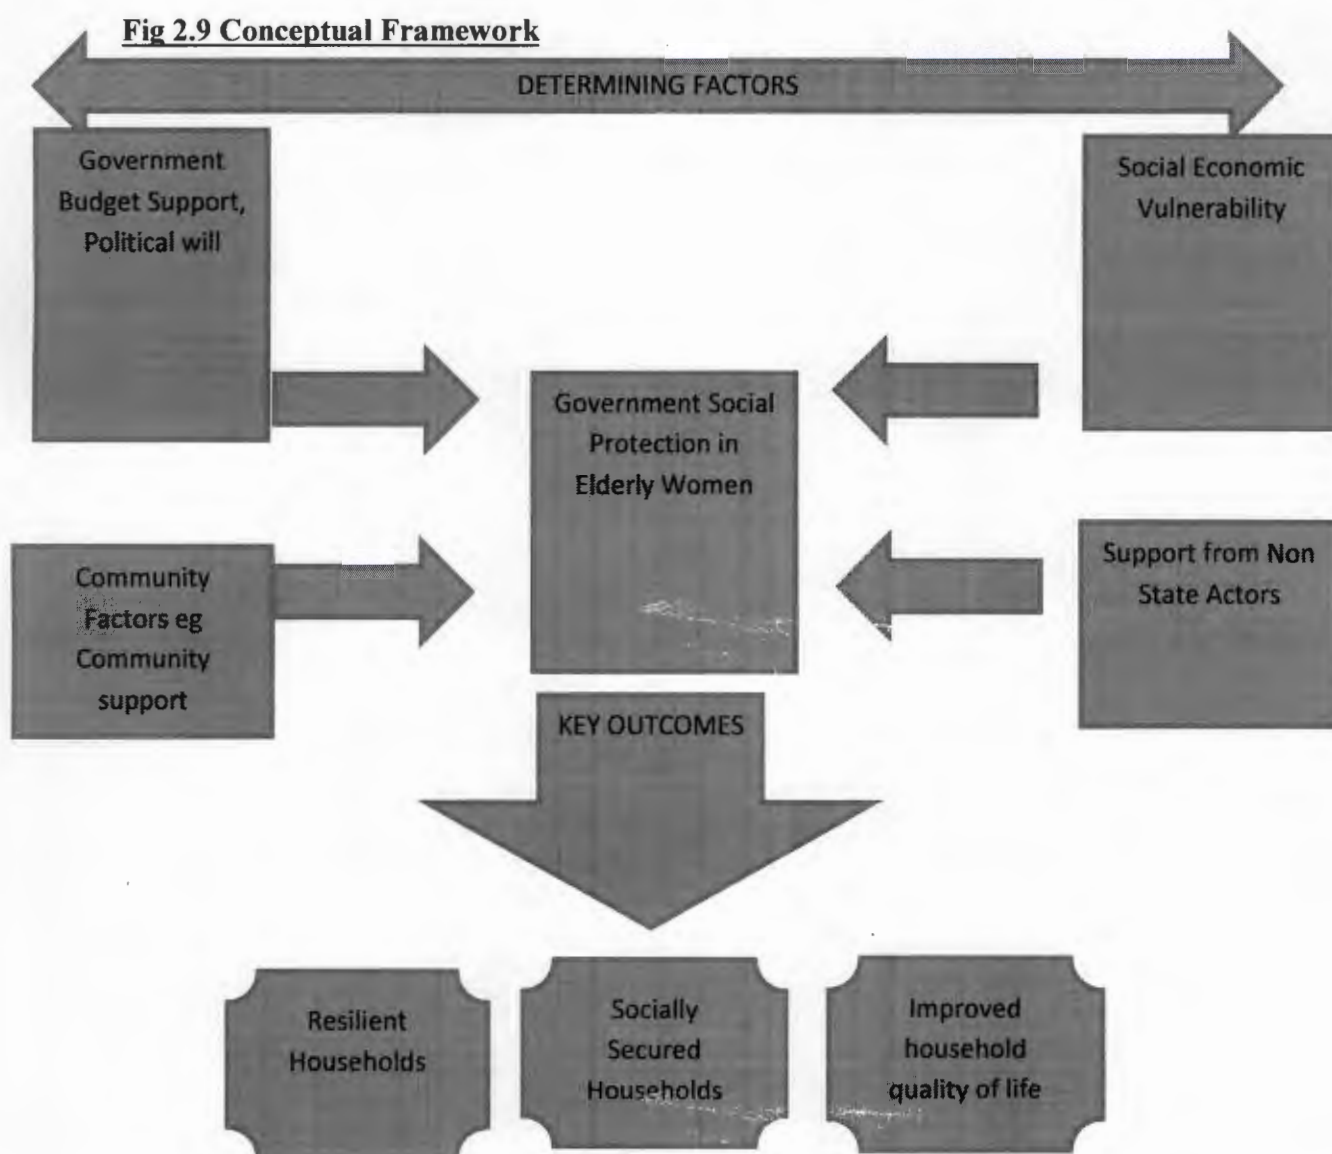 Fig 2.9 Conceptual Framework
DETERMINING FACTORS
Government
Budget Support,
Political will
Social Economic
Vulnerability
Government Social
Protection in
Elderly Women
Community
Factors eg
Community
support
Support from Non
State Actors
KEY OUTCOMES
Resilient
Households
Socially
Secured
Households
Improved
household
quality of life